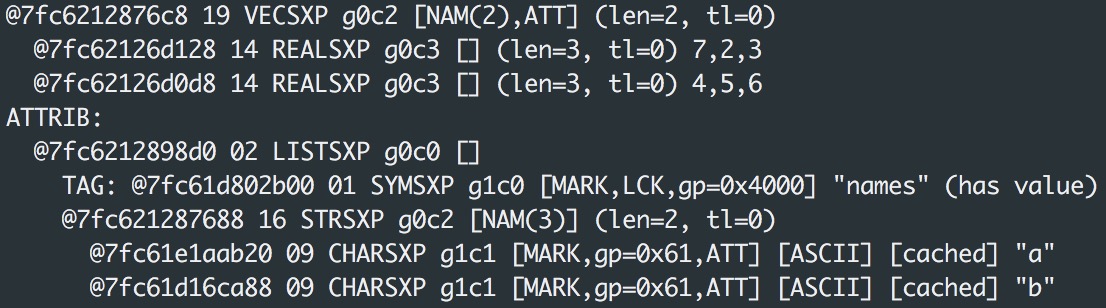 @7fc6212876c8 19 VECSXP g0c2 [NAM(2),ATT] (len=2, tl=0)
@7fc62126d128 14 REALSXP g0c3 [] (len=3, tl=0) 7,2,3
@7fc62126d0d8 14 REALSXP g0c3 [] (len=3, tl=0) 4,5,6
ATTRIB:
@7fc6212898d0 02 LISTSXP g0c0 []
TAG: @7fc61d802b00 01 SYMSXP g1c0 [MARK,LCK,gp=0x4000] "names" (has value)
@7fc621287688 16 STRSXP g0c2 [NAM(3)] (len=2, tl=0)
@7fc61e1aab20 09 CHARSXP g1c1 [MARK,gp=0x61,ATT] [ASCII] [cached] "a"
@7fc61d16ca88 09 CHARSXP g1c1 [MARK,gp=0x61,ATT] [ASCII] [cached] "b"